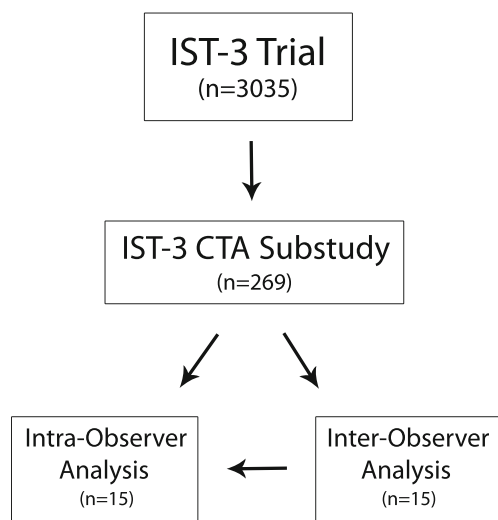 IST-3 Trial
(n=3035)
IST-3 CTA Substudy
(n=269)
Intra-Observer
Analysis
(n=15)
Inter-Observer
Analysis
(n=15)